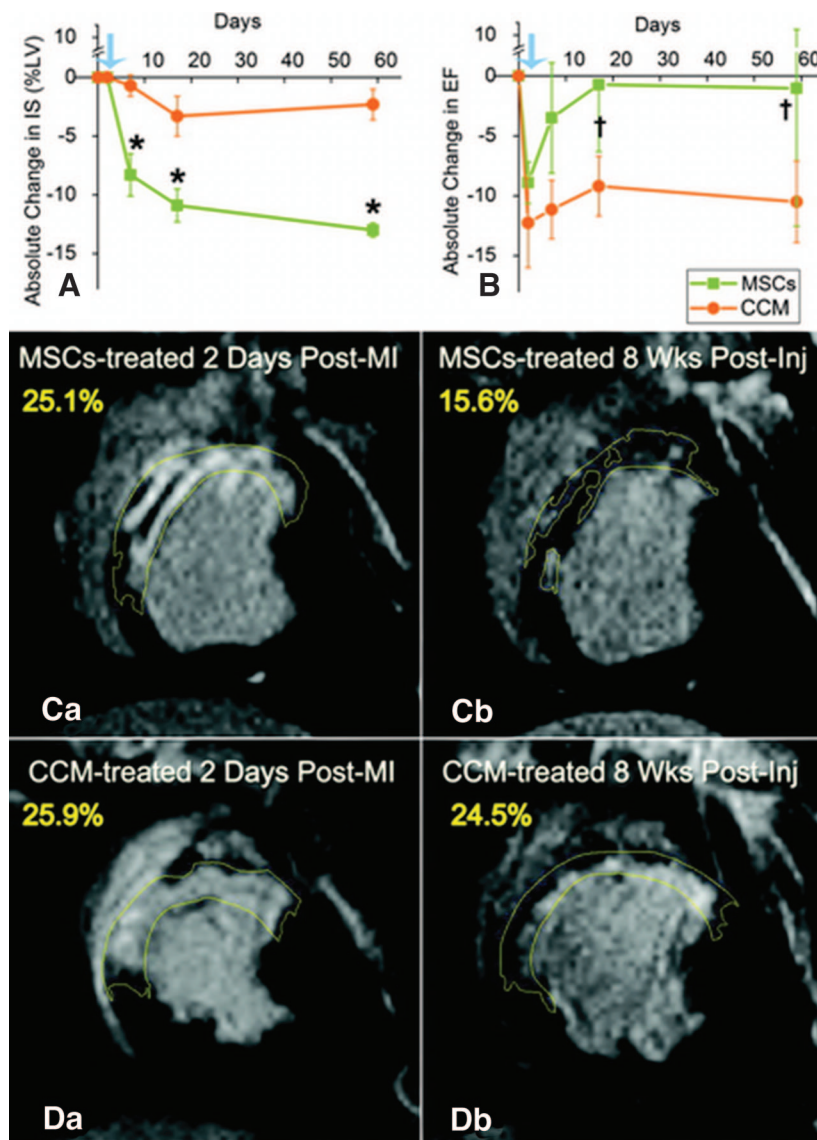 Days
10
10 20 30 40 50 60
0
-5
-10
-15
Absolute Change in IS (%LV)
*
*
*
A
Days
10
10 20 30 40 50 60
0
-5
-10
-15
Absolute Change in EF
†
†
B
MSCs
CCM
MSCs-treated 2 Days Post-MI
25.1%
Ca
MSCs-treated 8 Wks Post-Inj
15.6%
Cb
CCM-treated 2 Days Post-MI
25.9%
Da
CCM-treated 8 Wks Post-Inj
24.5%
Db